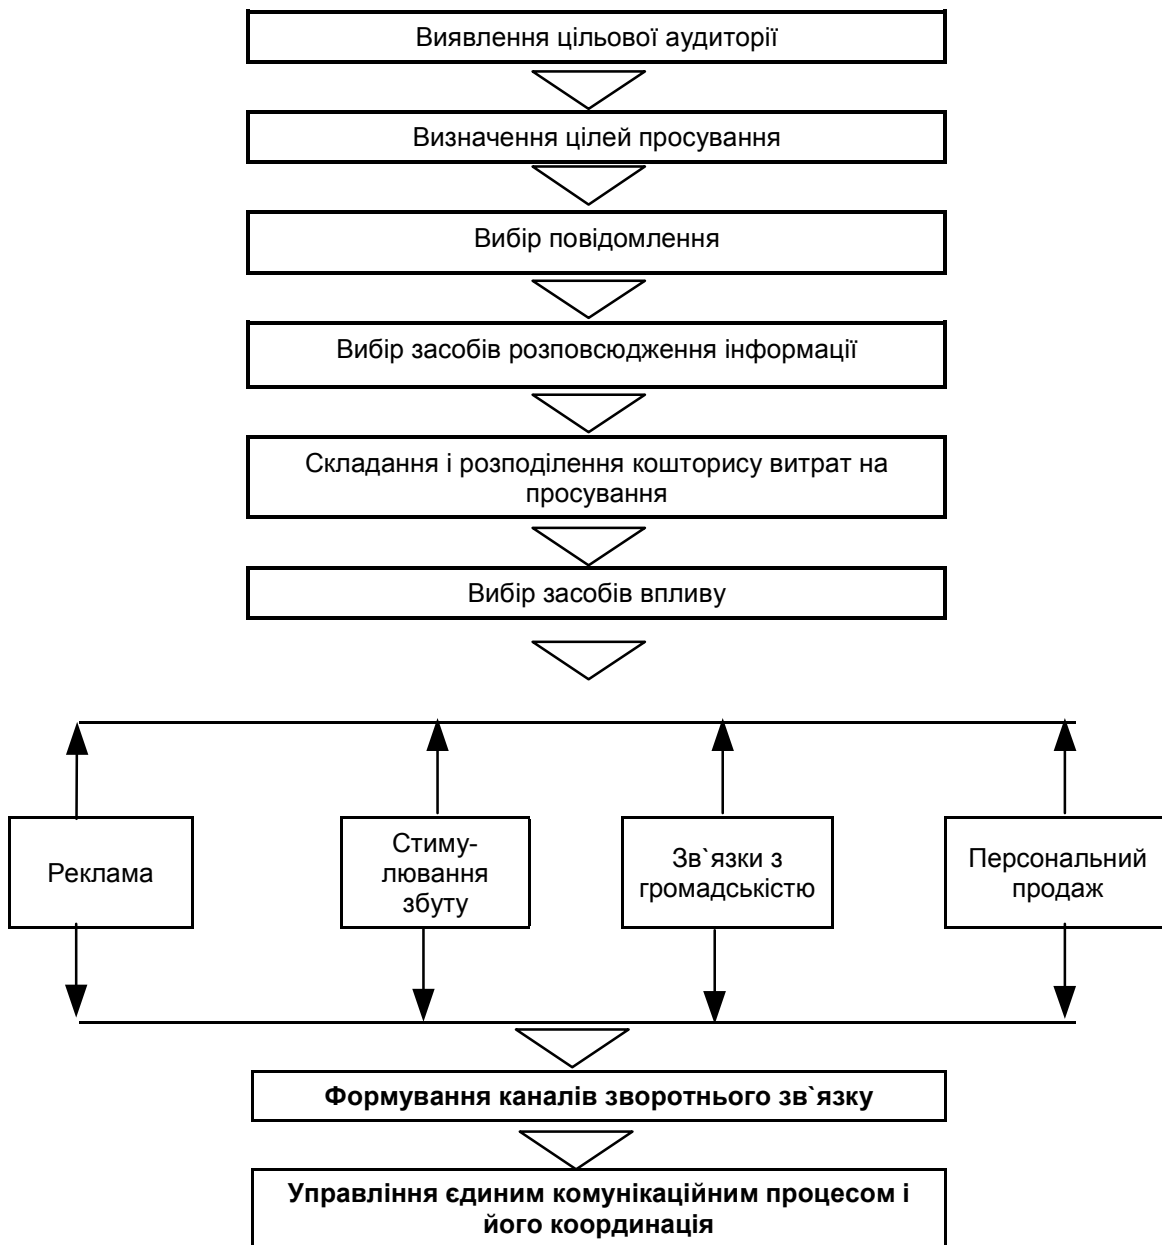 Виявлення цільової аудиторії
Визначення цілей просування
Вибір повідомлення
Вибір засобів розповсюдження інформації
Складання і розподілення кошторису витрат на
просування
Вибір засобів впливу
Реклама
Стиму-
лювання
збуту
Зв`язки з
громадськістю
Персональний
продаж
Формування каналів зворотнього зв`язку
Управління єдиним комунікаційним процесом і
його координація